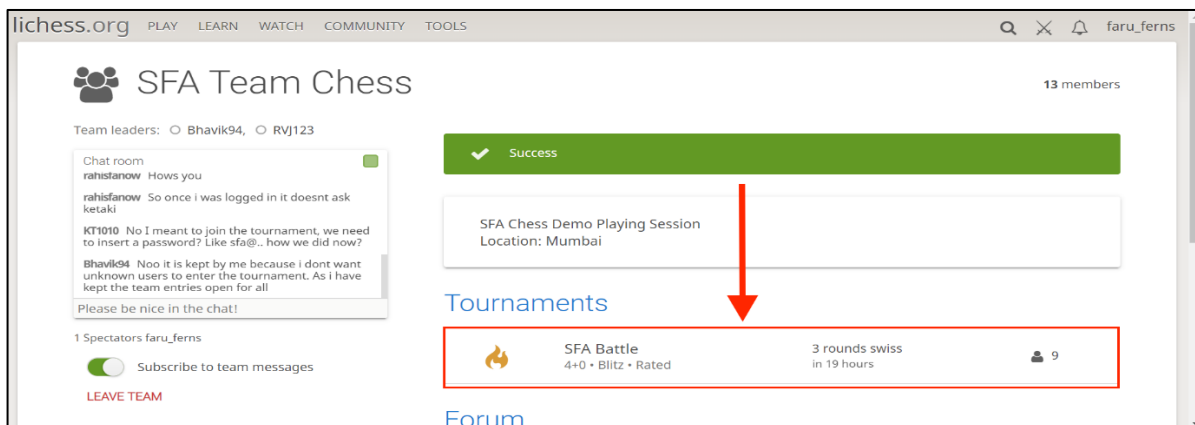 lichess.org PLAY LEARN WATCH COMMUNITY TOOLS faru_ferns
SFA Team Chess
13 members
Team leaders: Bhavik94, RVJ123
Chat room
rahisfanow Hows you
rahisfanow So once i was logged in it doesnt ask
ketaki
KT1010 No I meant to join the tournament, we need
to insert a password? Like sfa@.. how we did now?
Bhavik94 Noo it is kept by me because i dont want
unknown users to enter the tournament. As i have
kept the team entries open for all
Please be nice in the chat!
1 Spectators faru_ferns
Subscribe to team messages
LEAVE TEAM
Success
SFA Chess Demo Playing Session
Location: Mumbai
Tournaments
SFA Battle 3 rounds swiss 9
4+0 • Blitz • Rated in 19 hours
Forum